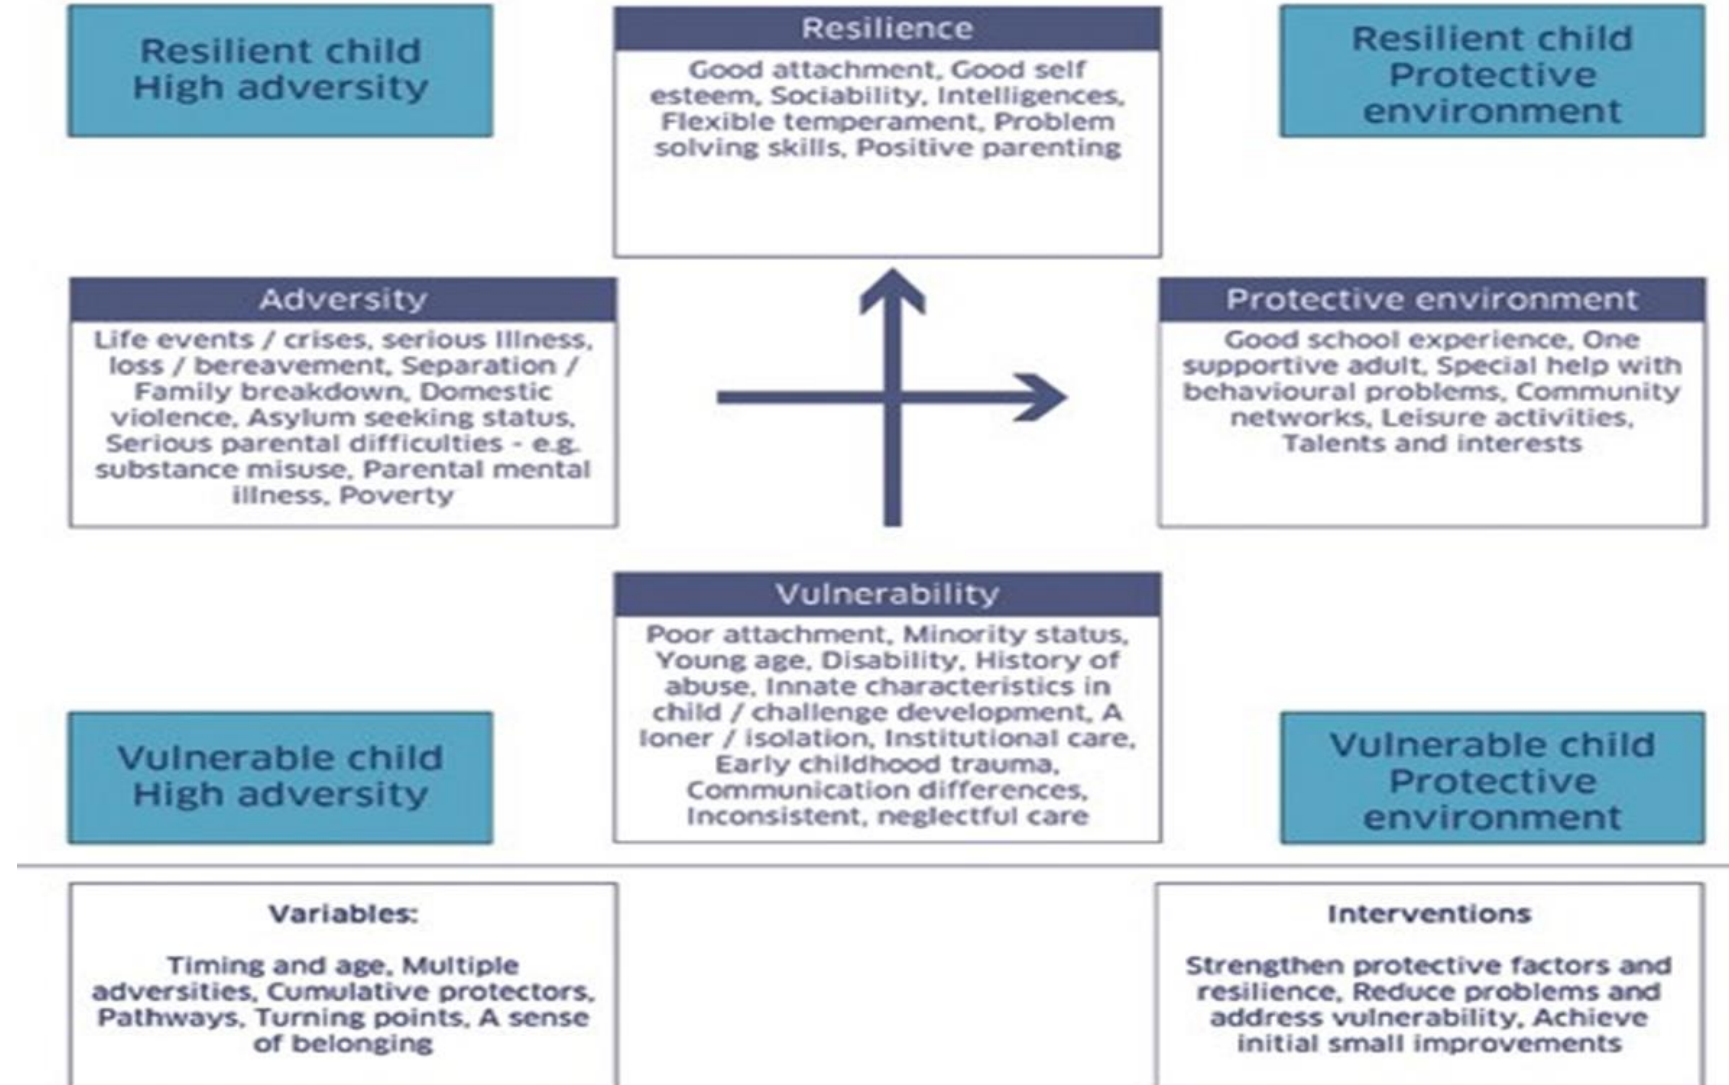 Resilient child
High adversity
Resilience
Good attachment, Good self
esteem, Sociability, Intelligences,
Flexible temperament, Problem
solving skills, Positive parenting
Resilient child
Protective
environment
Adversity
Life events / crises, serious Illness,
loss / bereavement, Separation /
Family breakdown, Domestic
violence, Asylum seeking status,
Serious parental difficulties - e.g.
substance misuse, Parental mental
illness, Poverty
Protective environment
Good school experience, One
supportive adult, Special help with
behavioural problems, Community
networks, Leisure activities,
Talents and interests
Vulnerability
Poor attachment, Minority status,
Young age, Disability, History of
abuse, Innate characteristics in
child / challenge development, A
loner / isolation, Institutional care,
Early childhood trauma,
Communication differences,
Inconsistent, neglectful care
Vulnerable child
High adversity
Vulnerable child
Protective
environment
Variables:
Timing and age, Multiple
adversities, Cumulative protectors,
Pathways, Turning points, A sense
of belonging
Interventions
Strengthen protective factors and
resilience, Reduce problems and
address vulnerability, Achieve
initial small improvements